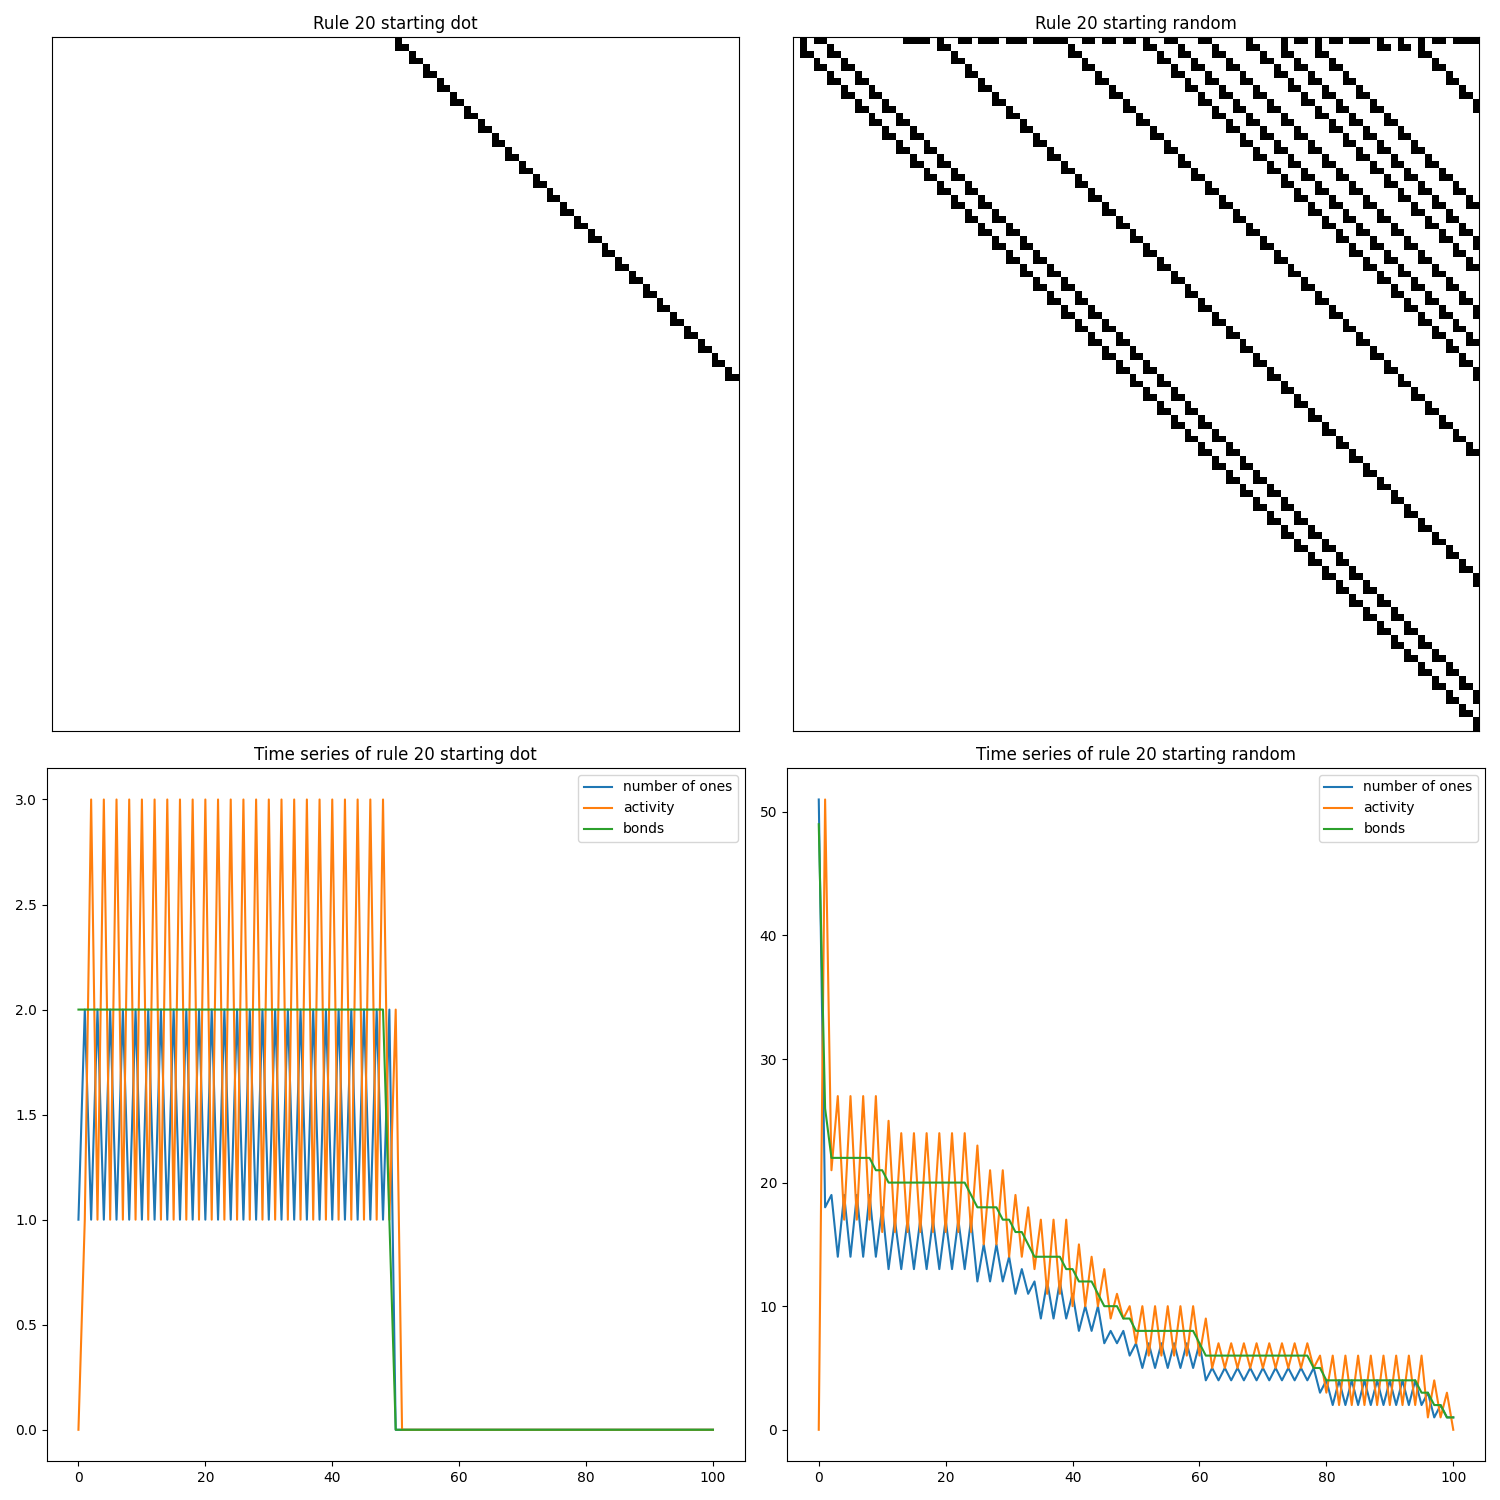 Rule 20 starting dot
Rule 20 starting random
Time series of rule 20 starting dot
number of ones
activity
bonds
3.0
2.5
2.0
1.5
1.0
0.5
0.0
0 20 40 60 80 100
Time series of rule 20 starting random
number of ones
activity
bonds
50
40
30
20
10
0
0 20 40 60 80 100